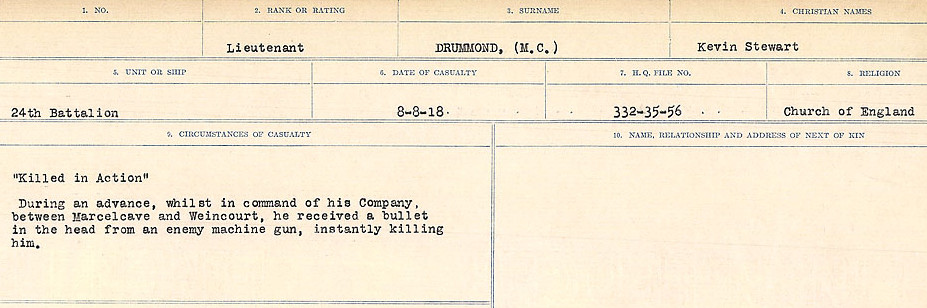 1. NO. 2. RANK OR RATING 3. SURNAME 4. CHRISTIAN NAMES
Lieutenant DRUMMOND, (M.C.) Kevin Stewart
5. UNIT OR SHIP 6. DATE OF CASUALTY 7. H.Q. FILE NO. 8. RELIGION
24th Battalion 8-8-18. 332-35-56 Church of England
9. CIRCUMSTANCES OF CASUALTY 10. NAME, RELATIONSHIP AND ADDRESS OF NEXT OF KIN
"Killed in Action"
During an advance, whilst in command of his Company,
between Marcelcave and Weincourt, he received a bullet
in the head from an enemy machine gun, instantly killing
him.